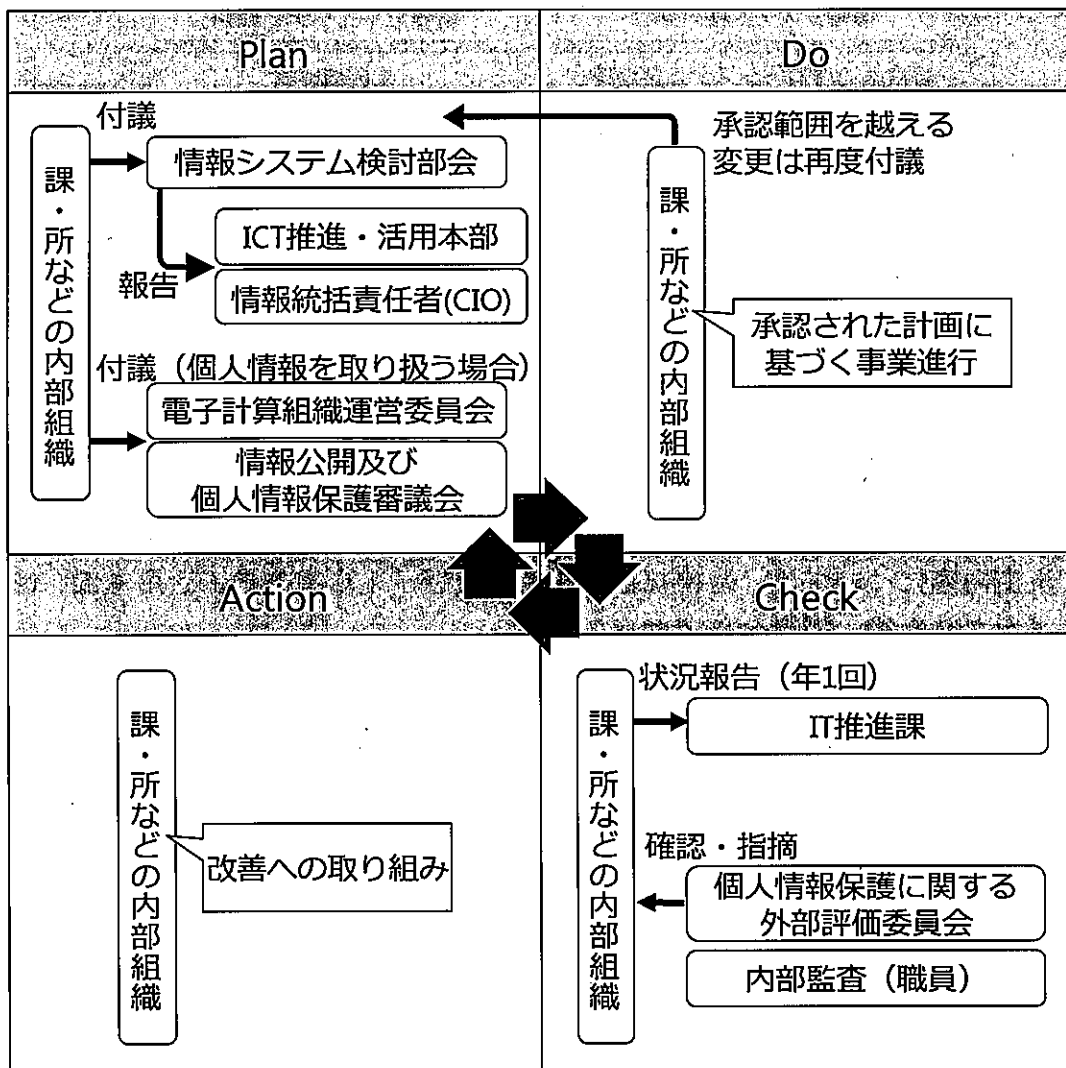 Plan
付議
課・所などの内部組織
情報システム検討部会
ICT推進・活用本部
報告
情報統括責任者(CIO)
付議（個人情報を取り扱う場合）
電子計算組織運営委員会
情報公開及び
個人情報保護審議会
Do
承認範囲を越える
変更は再度付議
課・所などの内部組織
承認された計画に
基づく事業進行
Action
課・所などの内部組織
改善への取り組み
Check
状況報告（年1回）
課・所などの内部組織
IT推進課
確認・指摘
個人情報保護に関する
外部評価委員会
内部監査（職員）